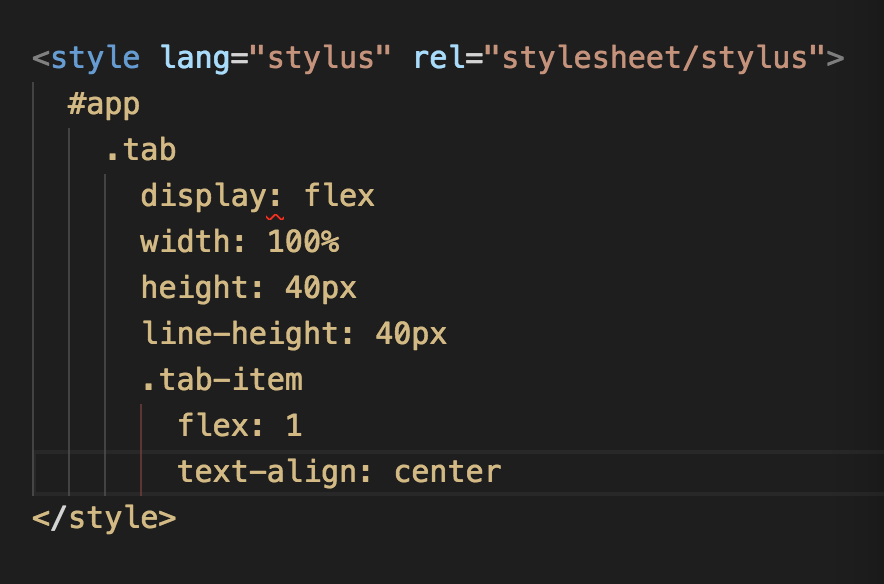 <style lang="stylus" rel="stylesheet/stylus">
  #app
    .tab
      display: flex
      width: 100%
      height: 40px
      line-height: 40px
      .tab-item
        flex: 1
        text-align: center
</style>